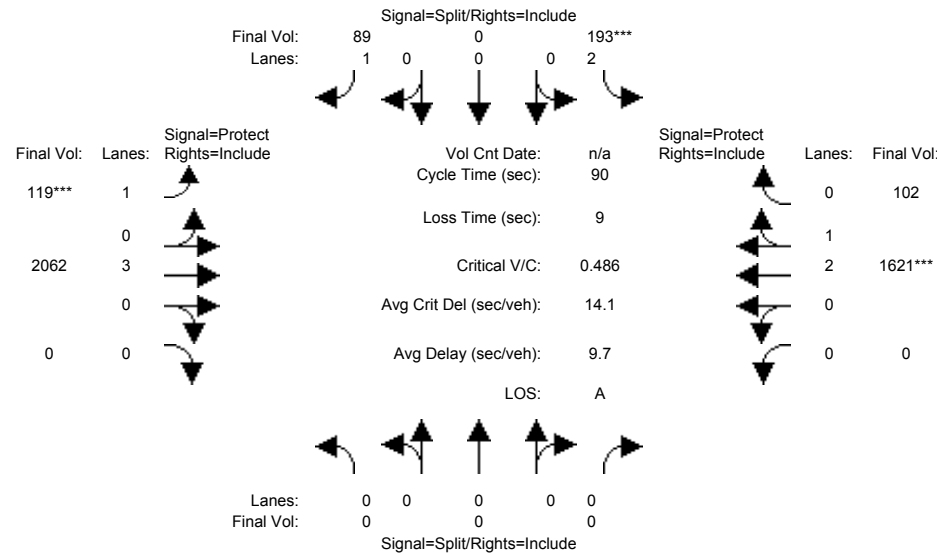 Signal=Split/Rights=Include
Final Vol: 89 0 193***
Lanes: 1 0 0 0 2
Signal=Protect Signal=Protect
Final Vol: Lanes: Rights=Include Vol Cnt Date: n/a Rights=Include Lanes: Final Vol:
Cycle Time (sec): 90
119*** 1 0 102
Loss Time (sec): 9
0 1
2062 3 Critical V/C: 0.486 2 1621***
0 Avg Crit Del (sec/veh): 14.1 0
0 0 Avg Delay (sec/veh): 9.7 0 0
LOS: A
Lanes: 0 0 0 0 0
Final Vol: 0 0 0
Signal=Split/Rights=Include